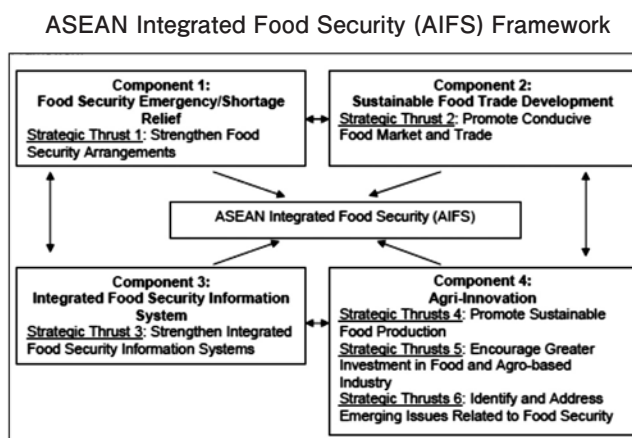 ASEAN Integrated Food Security (AIFS) Framework
Component 1:
Food Security Emergency/Shortage
Relief
Strategic Thrust 1: Strengthen Food
Security Arrangements
Component 2:
Sustainable Food Trade Development
Strategic Thrust 2: Promote Conducive
Food Market and Trade
ASEAN Integrated Food Security (AIFS)
Component 3:
Integrated Food Security Information
System
Strategic Thrust 3: Strengthen Integrated
Food Security Information Systems
Component 4:
Agri-Innovation
Strategic Thrusts 4: Promote Sustainable
Food Production
Strategic Thrusts 5: Encourage Greater
Investment in Food and Agro-based
Industry
Strategic Thrusts 6: Identify and Address
Emerging Issues Related to Food Security